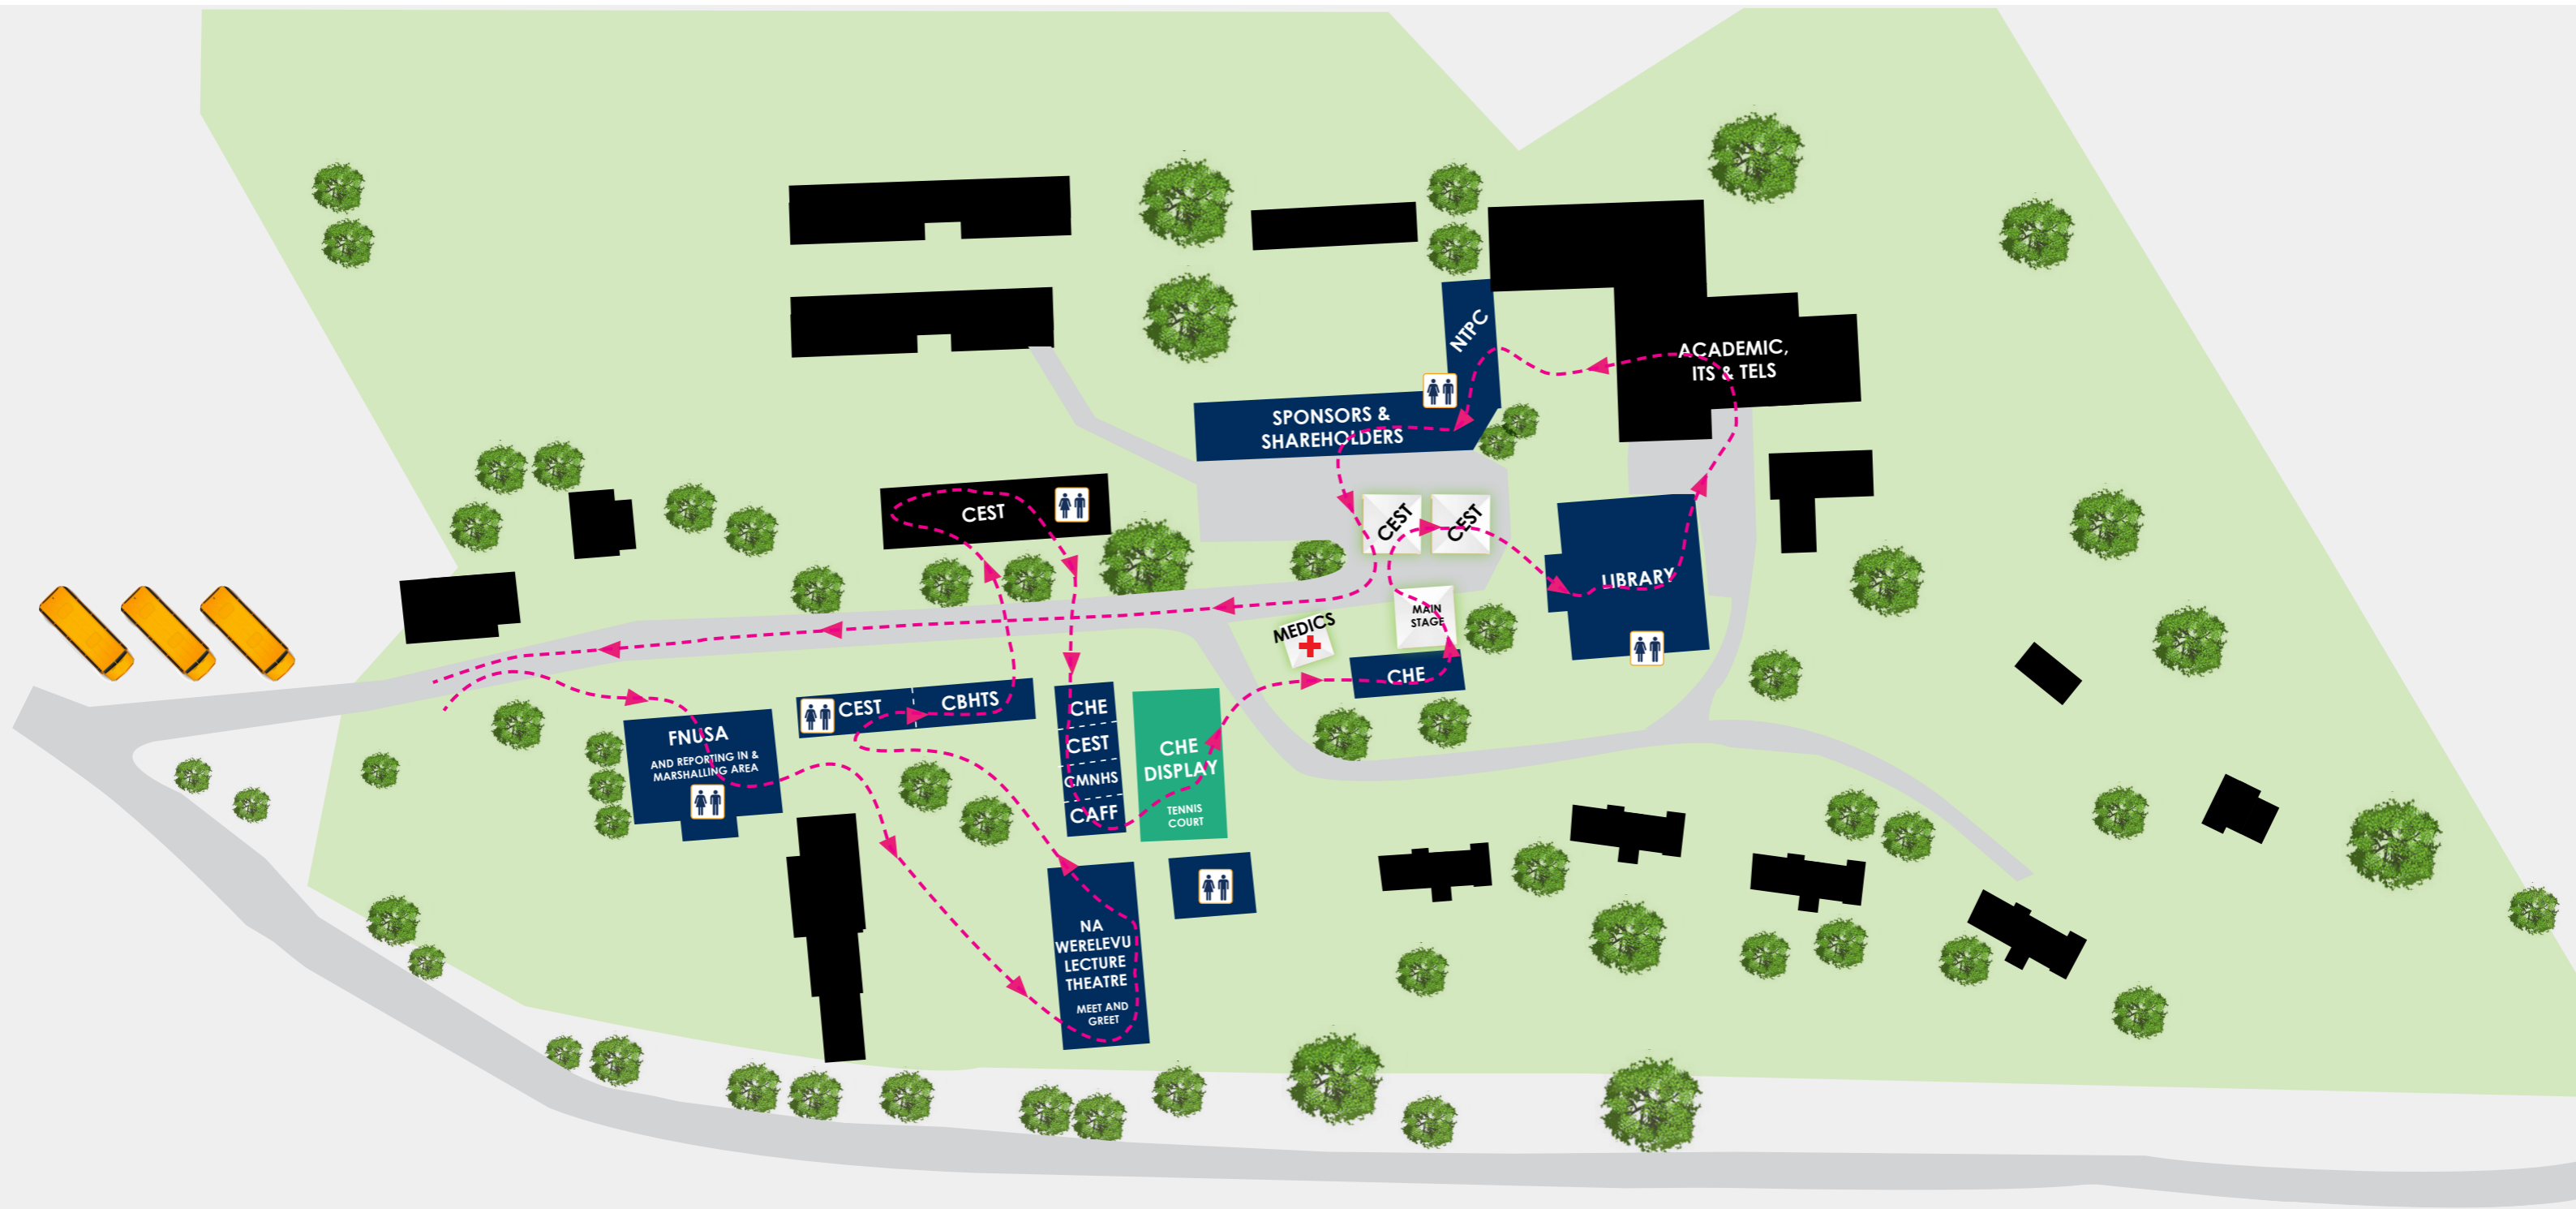 NTPC
ACADEMIC,
ITS & TELS
SPONSORS &
SHAREHOLDERS
CEST
CEST
CEST
LIBRARY
MAIN
STAGE
MEDICS
CHE
CEST
CBHTS
CHE
CEST
CMNHS
CAFF
FNUSA
AND REPORTING IN &
MARSHALLING AREA
CHE
DISPLAY
TENNIS
COURT
NA
WERELEVU
LECTURE
THEATRE
MEET AND
GREET